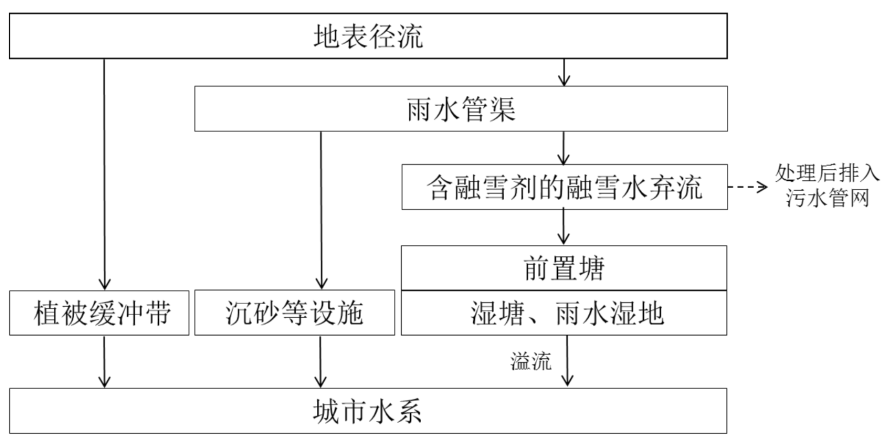 地表径流
雨水管渠
含融雪剂的融雪水弃流
处理后排入
污水管网
前置塘
植被缓冲带
沉砂等设施
湿塘、雨水湿地
溢流
城市水系